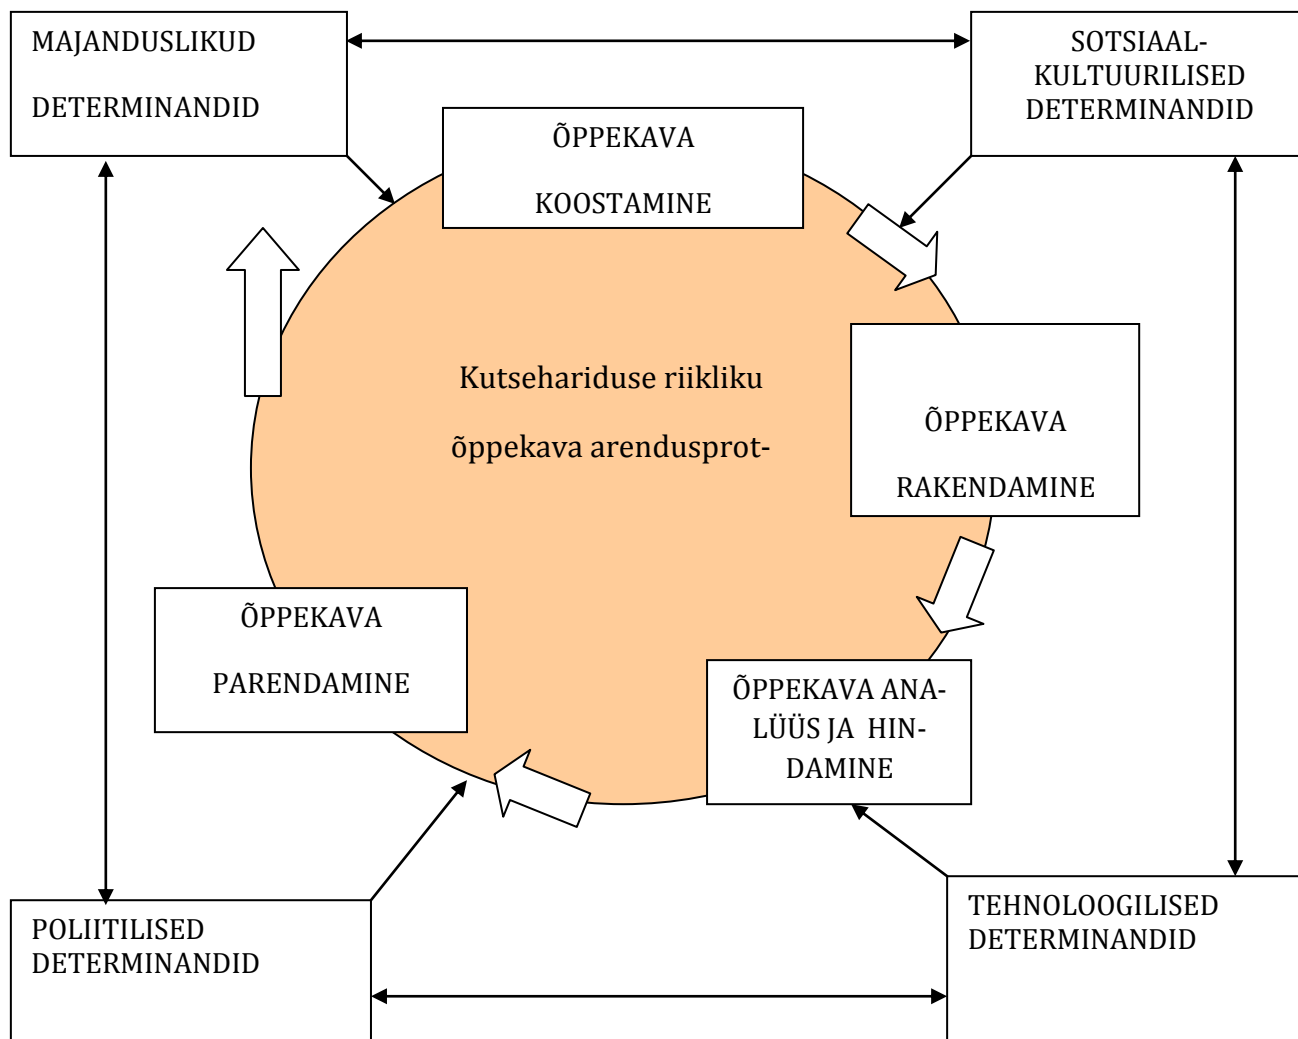 MAJANDUSLIKUD
DETERMINANDID
SOTSIAAL-
KULTUURILISED
DETERMINANDID
ÕPPEKAVA
KOOSTAMINE
Kutsehariduse riikliku
õppekava arendusprot-
ÕPPEKAVA
RAKENDAMINE
ÕPPEKAVA
PARENDAMINE
ÕPPEKAVA ANA-
LÜÜS JA HIN-
DAMINE
POLIITILISED
DETERMINANDID
TEHNOLOOGILISED
DETERMINANDID